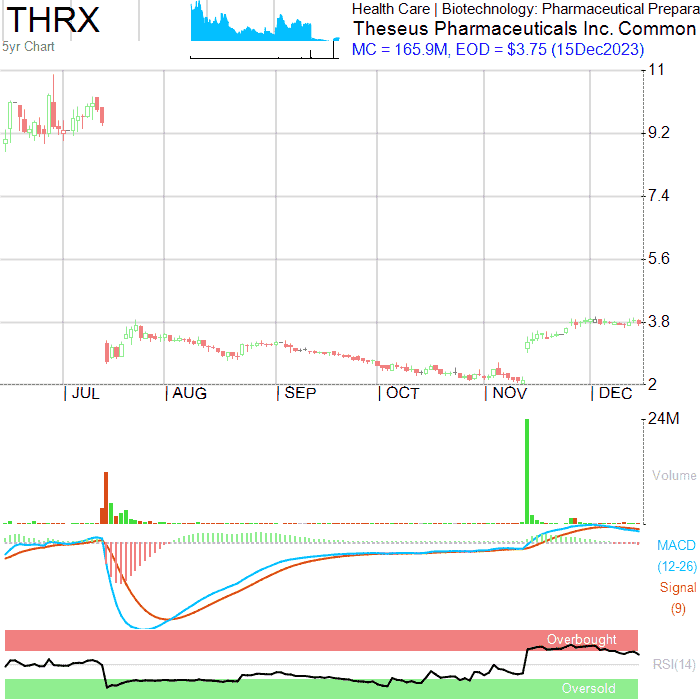 THRX
5yr Chart
Health Care | Biotechnology: Pharmaceutical Prepara
Theseus Pharmaceuticals Inc. Common
MC = 165.9M, EOD = $3.75 (15Dec2023)
11
9.2
7.4
5.6
3.8
2
| JUL | AUG | SEP | OCT | NOV | DEC
24M
Volume
MACD
(12-26)
Signal
(9)
Overbought
RSI(14)
Oversold